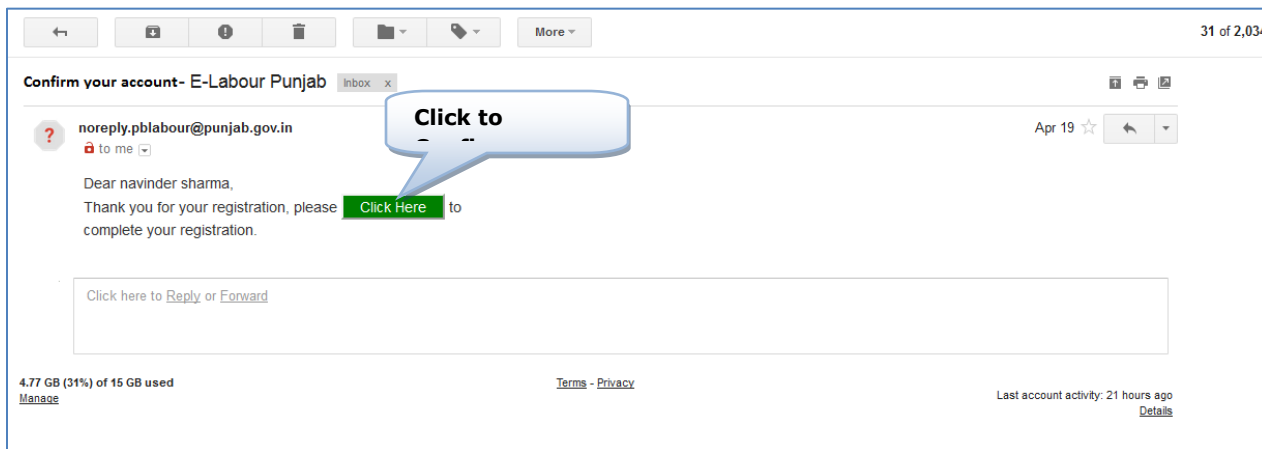 More
31 of 2,034
Confirm your account- E-Labour Punjab Inbox x
Click to
noreply.pblabour@punjab.gov.in
Apr 19
to me
Dear navinder sharma,
Thank you for your registration, please Click Here to
complete your registration.
Click here to Reply or Forward
4.77 GB (31%) of 15 GB used
Manage
Terms - Privacy
Last account activity: 21 hours ago
Details